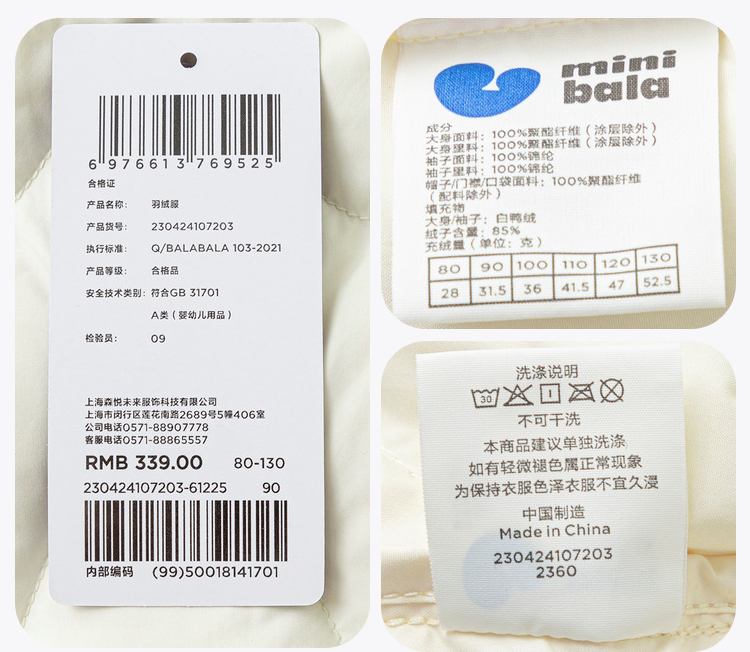 6 976613 769525
合格证
产品名称: 羽绒服
产品货号: 230424107203
执行标准: Q/BALABALA 103-2021
产品等级: 合格品
安全技术类别: 符合GB 31701
A类（婴幼儿用品）
检验员: 09
上海森悦未来服饰科技有限公司
上海市闵行区莲花南路2689号5幢406室
公司电话0571-88907778
客服电话0571-88865557
RMB 339.00 80-130
230424107203-61225 90
内部编码 (99)50018141701
mini
bala
成分
大身面料：100%聚酯纤维（涂层除外）
大身里料：100%聚酯纤维（涂层除外）
袖子面料：100%锦纶
袖子里料：100%锦纶
帽子/门襟/口袋面料：100%聚酯纤维
（配料除外）
填充物
大身/袖子：白鸭绒
绒子含量：85%
充绒量（单位：克）
80 90 100 110 120 130
28 31.5 36 41.5 47 52.5
洗涤说明
30
不可干洗
本商品建议单独洗涤
如有轻微褪色属正常现象
为保持衣服色泽衣服不宜久浸
中国制造
Made in China
230424107203
2360